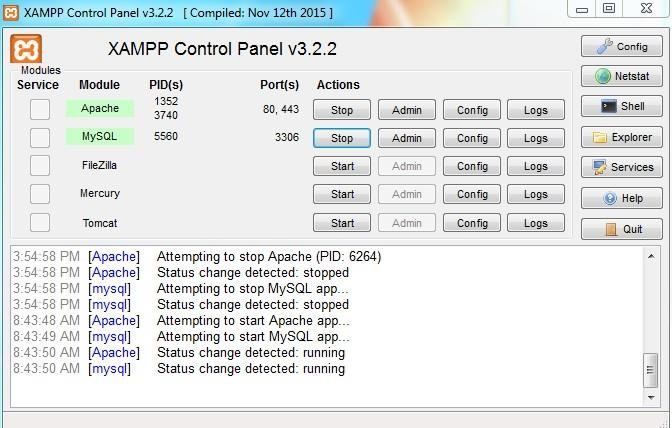 XAMPP Control Panel v3.2.2 [ Compiled: Nov 12th 2015 ]
XAMPP Control Panel v3.2.2
Config
Modules
Service Module PID(s) Port(s) Actions
Netstat
Apache 1352 3740 80, 443 Stop Admin Config Logs
Shell
MySQL 5560 3306 Stop Admin Config Logs
Explorer
FileZilla Start Admin Config Logs
Services
Mercury Start Admin Config Logs
Help
Tomcat Start Admin Config Logs
Quit
3:54:58 PM [Apache] Attempting to stop Apache (PID: 6264)
3:54:58 PM [Apache] Status change detected: stopped
3:54:58 PM [mysql] Attempting to stop MySQL app...
3:54:58 PM [mysql] Status change detected: stopped
8:43:48 AM [Apache] Attempting to start Apache app...
8:43:49 AM [mysql] Attempting to start MySQL app...
8:43:50 AM [Apache] Status change detected: running
8:43:50 AM [mysql] Status change detected: running